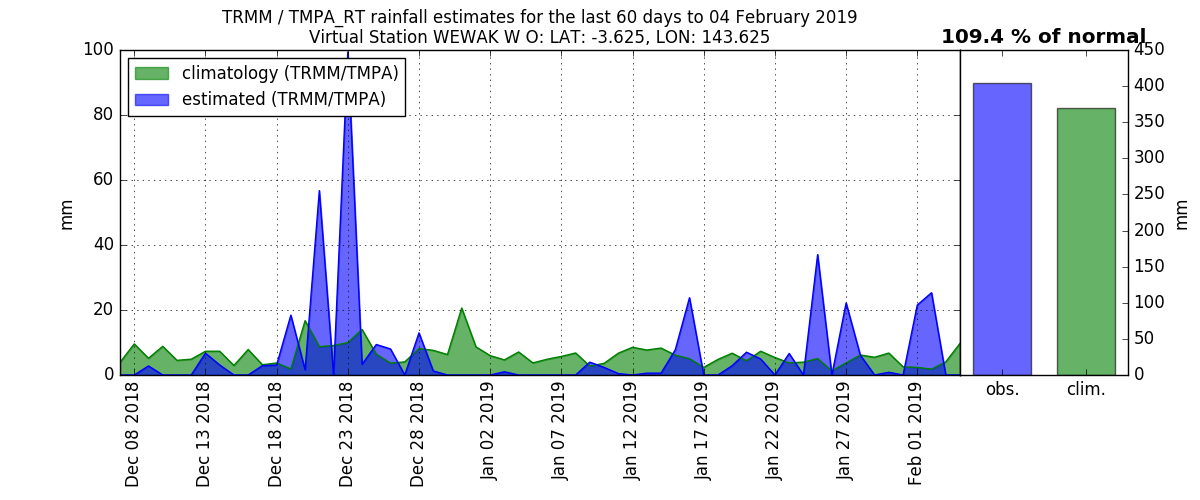 TRMM / TMPA_RT rainfall estimates for the last 60 days to 04 February 2019
Virtual Station WEWAK W O: LAT: -3.625, LON: 143.625
109.4 % of normal
climatology (TRMM/TMPA)
estimated (TRMM/TMPA)
100
80
60
40
20
0
mm
Dec 08 2018
Dec 13 2018
Dec 18 2018
Dec 23 2018
Dec 28 2018
Jan 02 2019
Jan 07 2019
Jan 12 2019
Jan 17 2019
Jan 22 2019
Jan 27 2019
Feb 01 2019
obs.
clim.
450
400
350
300
250
200
150
100
50
0
mm